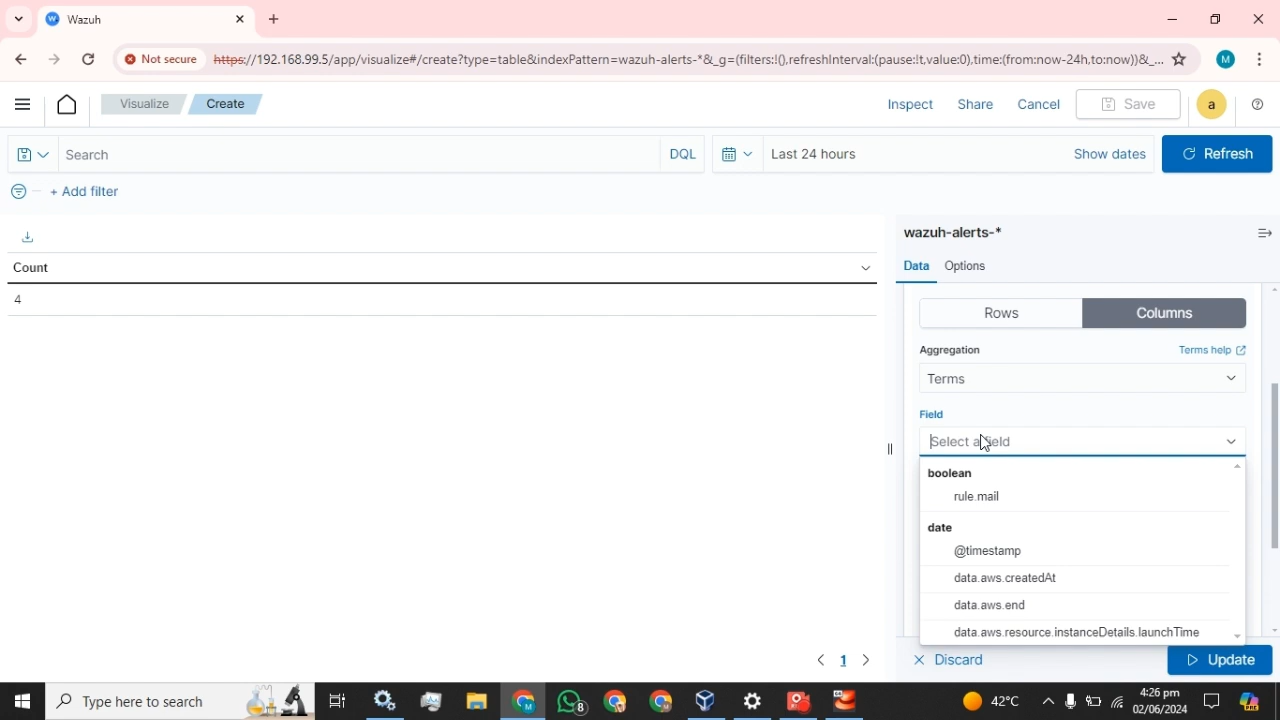 Wazuh
Not secure https://192.168.99.5/app/visualize#/create?type=table&indexPattern=wazuh-alerts-*&_g=(filters:!(),refreshInterval:(pause:!t,value:0),time:(from:now-24h,to:now))&_...
M
Visualize Create Inspect Share Cancel Save a
Search DQL Last 24 hours Show dates Refresh
+ Add filter
wazuh-alerts-*
Data Options
Count
4
Rows Columns
Aggregation Terms help
Terms
Field
Select a field
boolean
rule.mail
date
@timestamp
data.aws.createdAt
data.aws.end
data.aws.resource.instanceDetails.launchTime
1
Discard Update
Type here to search
8
42°C
4:26 pm
02/06/2024